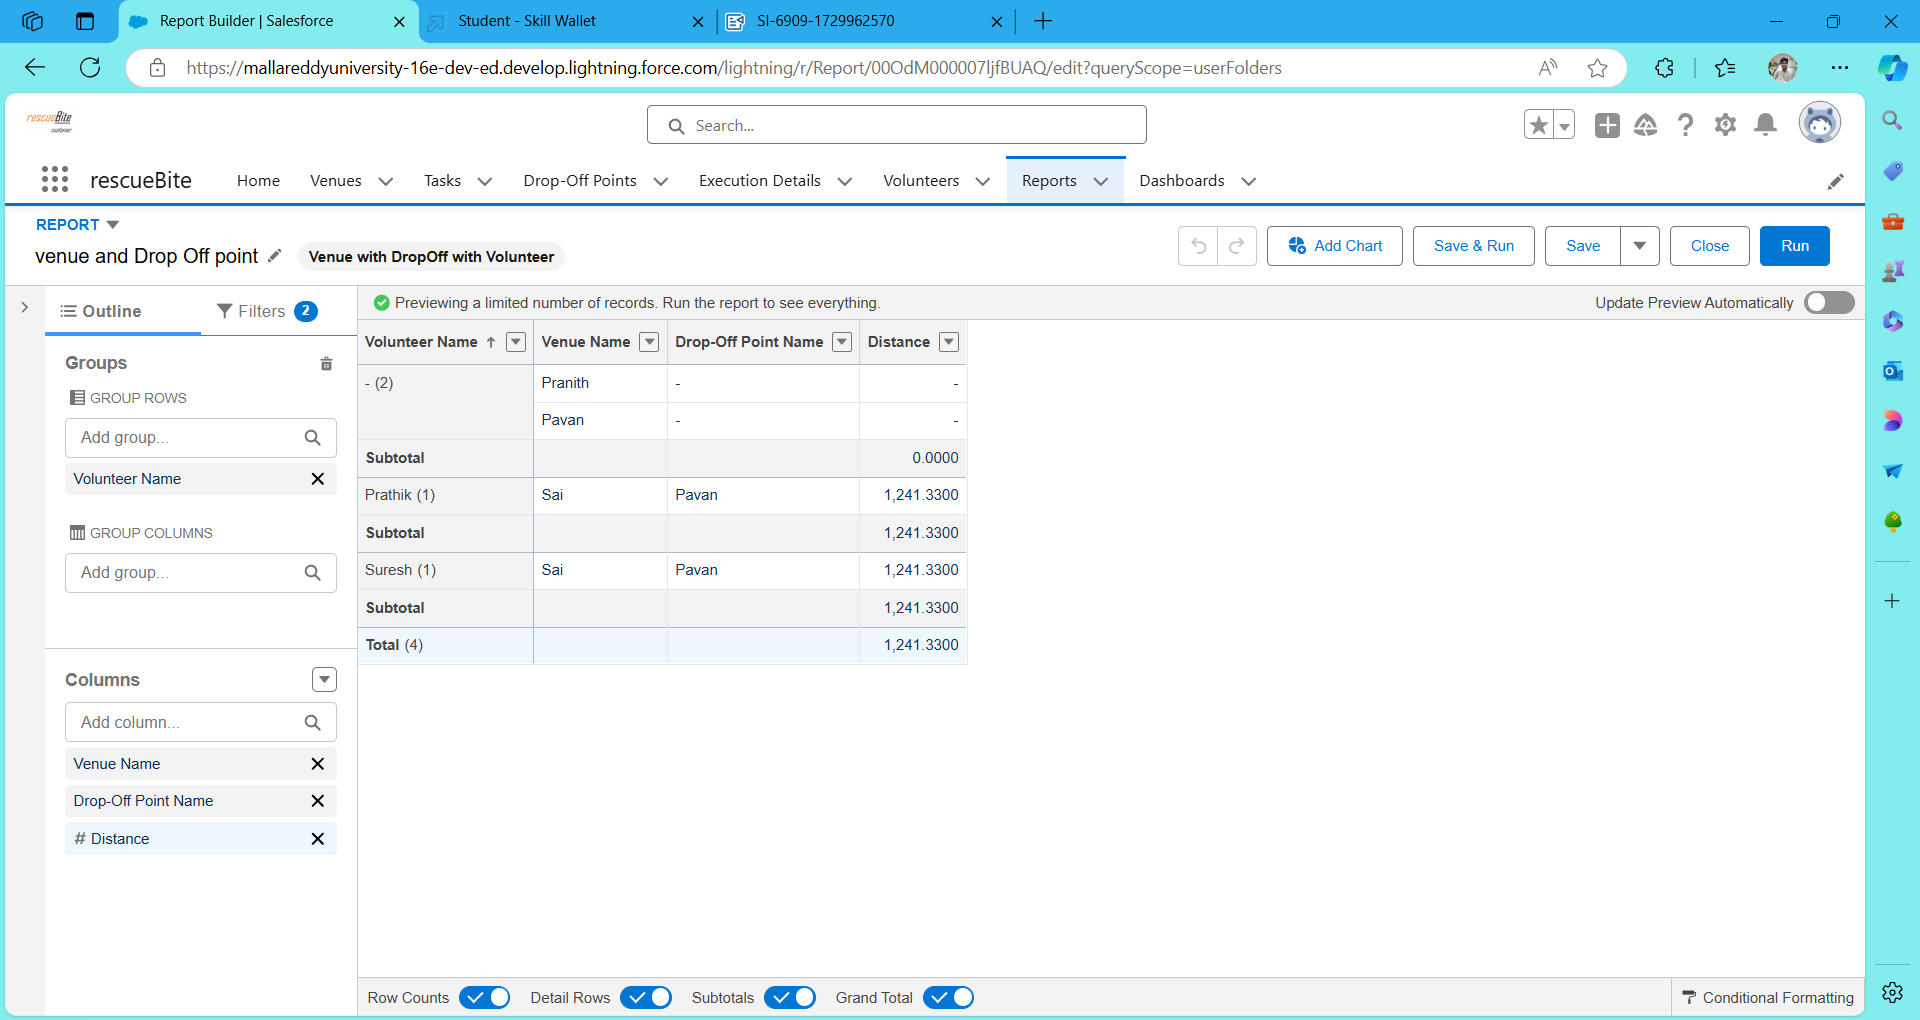 Report Builder | Salesforce
Student - Skill Wallet
SI-6909-1729962570
https://mallareddyuniversity-16e-dev-ed.develop.lightning.force.com/lightning/r/Report/00OdM000007ljfBUAQ/edit?queryScope=userFolders
rescueBite
customer
Search...
rescueBite
Home
Venues
Tasks
Drop-Off Points
Execution Details
Volunteers
Reports
Dashboards
REPORT
venue and Drop Off point
Venue with DropOff with Volunteer
Add Chart
Save & Run
Save
Close
Run
Outline
Filters 2
Previewing a limited number of records. Run the report to see everything.
Update Preview Automatically
Groups
GROUP ROWS
Add group...
Volunteer Name
GROUP COLUMNS
Add group...
Columns
Add column...
Venue Name
Drop-Off Point Name
# Distance
Volunteer Name ↑ Venue Name Drop-Off Point Name Distance
- (2) Pranith - -
Pavan - -
Subtotal 0.0000
Prathik (1) Sai Pavan 1,241.3300
Subtotal 1,241.3300
Suresh (1) Sai Pavan 1,241.3300
Subtotal 1,241.3300
Total (4) 1,241.3300
Row Counts
Detail Rows
Subtotals
Grand Total
Conditional Formatting